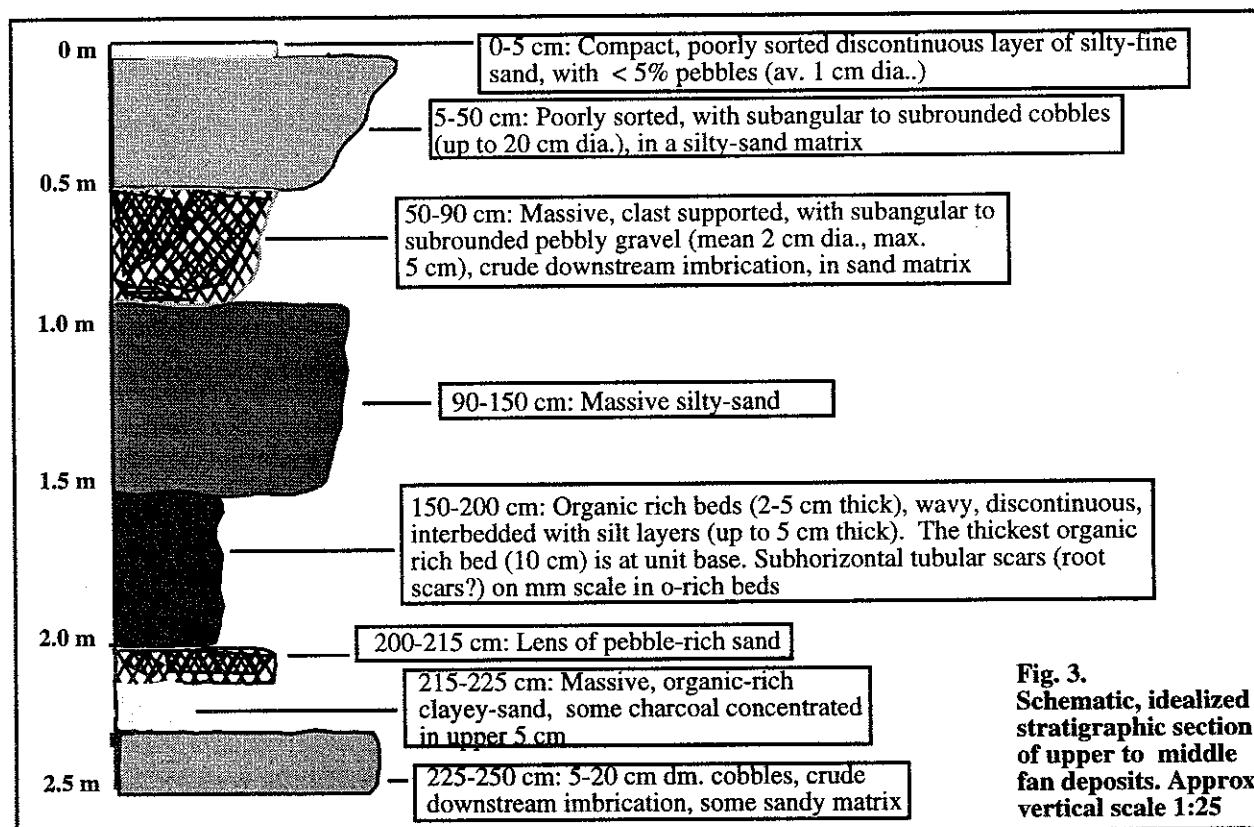 0 m
0-5 cm: Compact, poorly sorted discontinuous layer of silty-fine
sand, with < 5% pebbles (av. 1 cm dia..)
5-50 cm: Poorly sorted, with subangular to subrounded cobbles
(up to 20 cm dia.), in a silty-sand matrix
0.5 m
50-90 cm: Massive, clast supported, with subangular to
subrounded pebbly gravel (mean 2 cm dia., max.
5 cm), crude downstream imbrication, in sand matrix
1.0 m
90-150 cm: Massive silty-sand
1.5 m
150-200 cm: Organic rich beds (2-5 cm thick), wavy, discontinuous,
interbedded with silt layers (up to 5 cm thick). The thickest organic
rich bed (10 cm) is at unit base. Subhorizontal tubular scars (root
scars?) on mm scale in o-rich beds
2.0 m
200-215 cm: Lens of pebble-rich sand
215-225 cm: Massive, organic-rich
clayey-sand, some charcoal concentrated
in upper 5 cm
2.5 m
225-250 cm: 5-20 cm dm. cobbles, crude
downstream imbrication, some sandy matrix
Fig. 3.
Schematic, idealized
stratigraphic section
of upper to middle
fan deposits. Approx
vertical scale 1:25